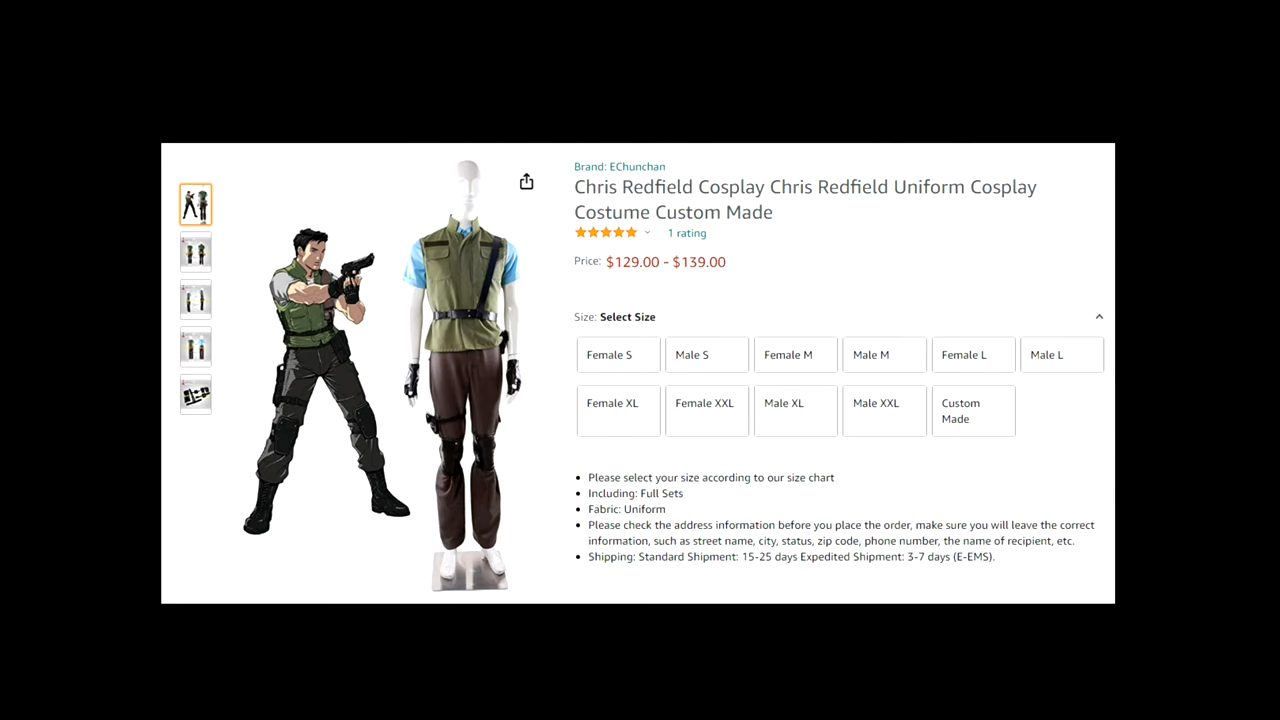 Brand: EChunchan
Chris Redfield Cosplay Chris Redfield Uniform Cosplay
Costume Custom Made
1 rating
Price: $129.00 - $139.00
Size: Select Size
Female S
Male S
Female M
Male M
Female L
Male L
Female XL
Female XXL
Male XL
Male XXL
Custom
Made
Please select your size according to our size chart
Including: Full Sets
Fabric: Uniform
Please check the address information before you place the order, make sure you will leave the correct
information, such as street name, city, status, zip code, phone number, the name of recipient, etc.
Shipping: Standard Shipment: 15-25 days Expedited Shipment: 3-7 days (E-EMS).